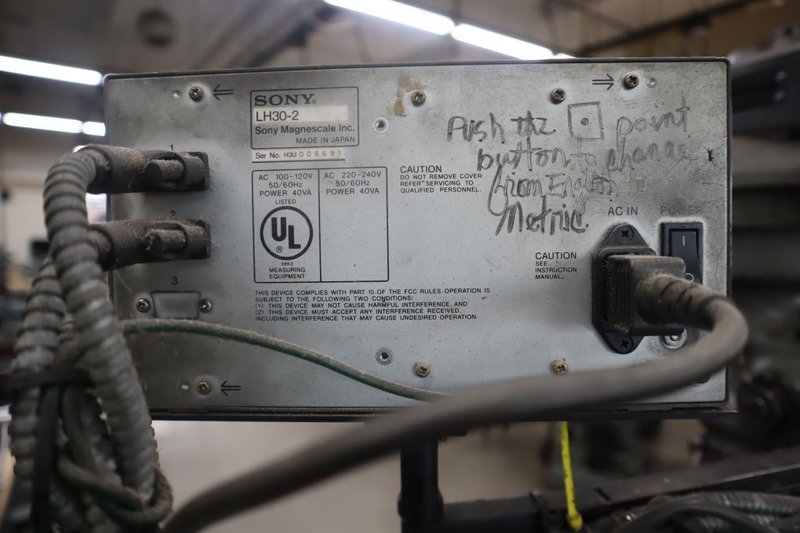 SONY®
LH30-2
Sony Magnescale Inc.
MADE IN JAPAN
Ser No. H3U 006691
AC 100-120V
50/60Hz
POWER 40VA
LISTED
UL®
58K3
MEASURING
EQUIPMENT
AC 220-240V
50/60Hz
POWER 40VA
CAUTION
DO NOT REMOVE COVER
REFER SERVICING TO
QUALIFIED PERSONNEL.
Push the point
button to change
from English
Metric
AC IN
POWER
CAUTION
SEE
INSTRUCTION
MANUAL.
1
2
3
THIS DEVICE COMPLIES WITH PART 15 OF THE FCC RULES. OPERATION IS
SUBJECT TO THE FOLLOWING TWO CONDITIONS:
(1) THIS DEVICE MAY NOT CAUSE HARMFUL INTERFERENCE, AND
(2) THIS DEVICE MUST ACCEPT ANY INTERFERENCE RECEIVED,
INCLUDING INTERFERENCE THAT MAY CAUSE UNDESIRED OPERATION.